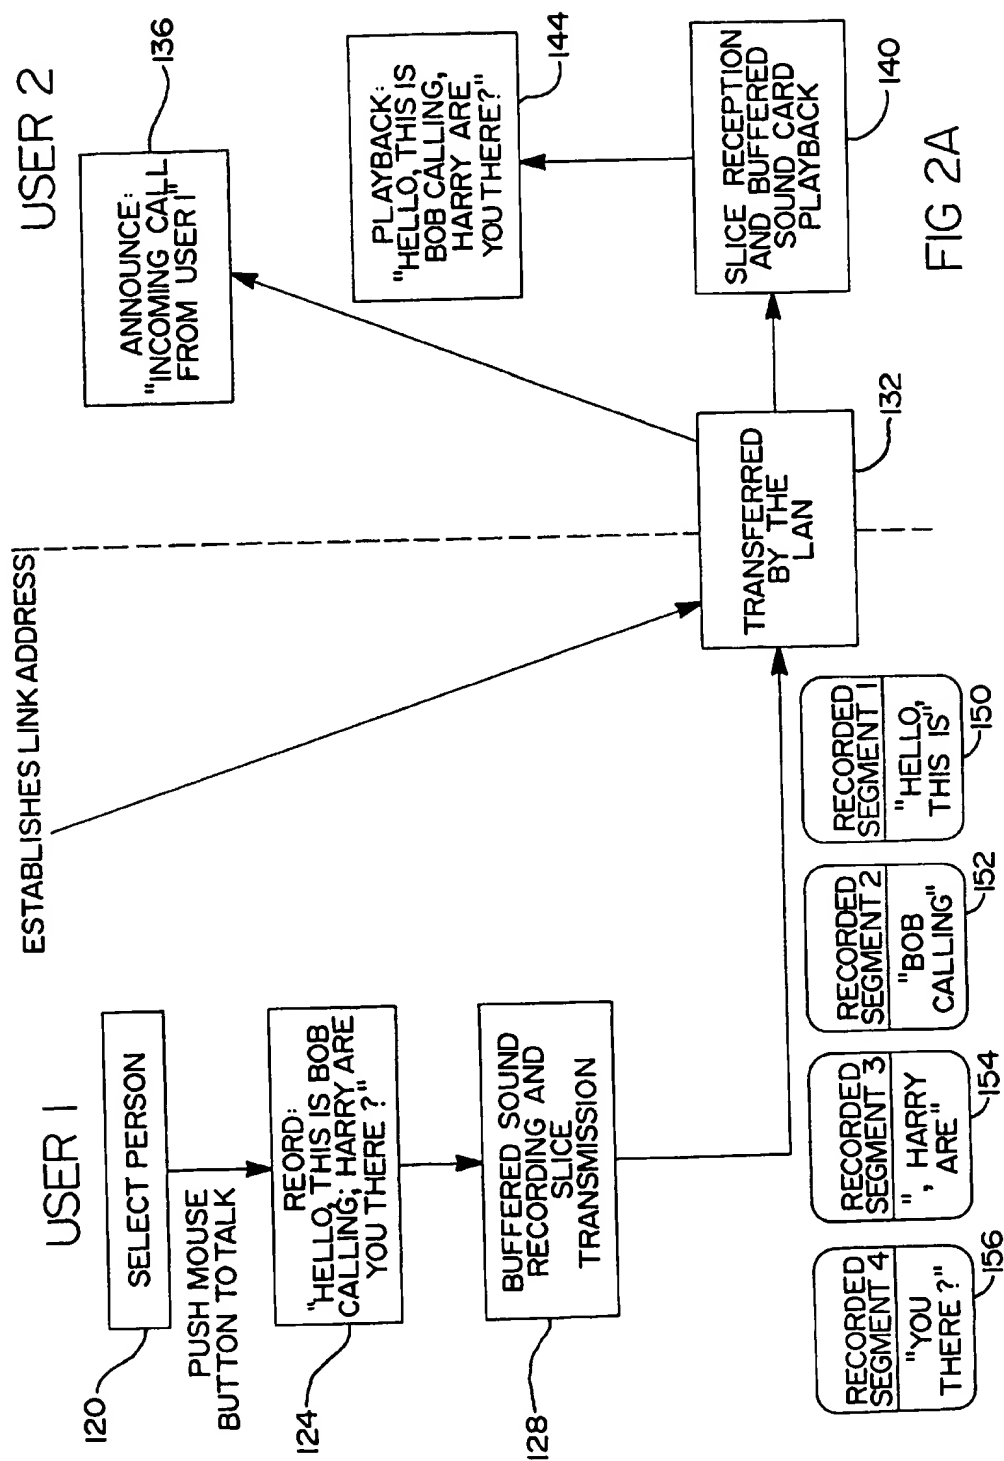 USER 1
120
SELECT PERSON
PUSH MOUSE
BUTTON TO TALK
124
RECORD:
"HELLO, THIS IS BOB
CALLING; HARRY ARE
YOU THERE ?"
128
BUFFERED SOUND
RECORDING AND
SLICE
TRANSMISSION
ESTABLISHES LINK ADDRESS
USER 2
ANNOUNCE:
"INCOMING CALL
FROM USER 1"
136
PLAYBACK:
"HELLO, THIS IS
BOB CALLING,
HARRY ARE
YOU THERE?"
144
TRANSFERRED
BY THE
LAN
132
SLICE RECEPTION
AND BUFFERED
SOUND CARD
PLAYBACK
140
RECORDED
SEGMENT 4
"YOU
THERE ?"
156
RECORDED
SEGMENT 3
", HARRY
ARE"
154
RECORDED
SEGMENT 2
"BOB
CALLING"
152
RECORDED
SEGMENT 1
"HELLO,
THIS IS"
150
FIG 2A